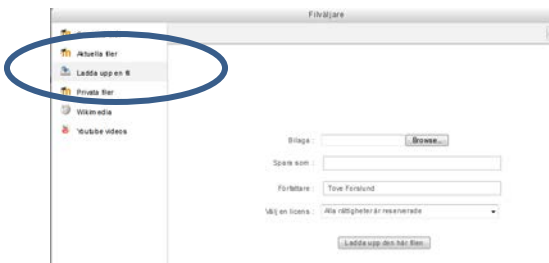 Filväljare
Aktuella filer
Ladda upp en fil
Privata filer
Wikimedia
Youtube videos
Bilaga :
Browse...
Spara som :
Författare :
Tove Forslund
Välj en licens :
Alla rättigheter är reserverade
Ladda upp den här filen